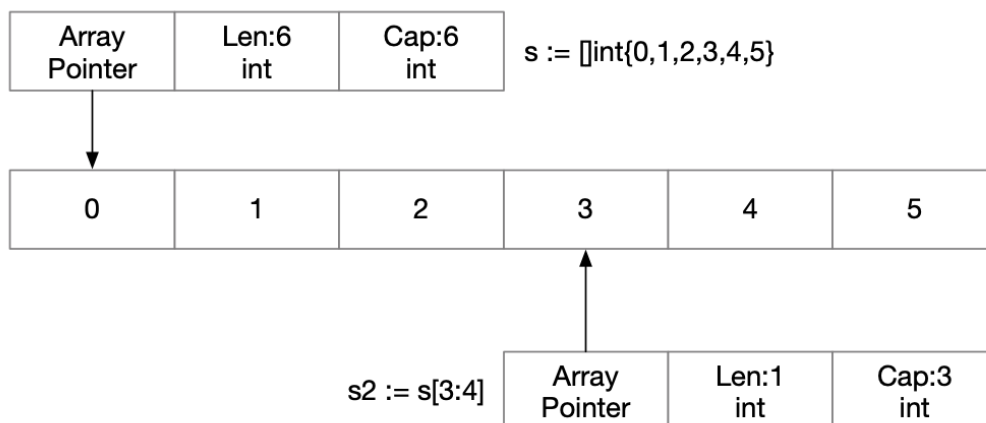 Array Pointer
Len:6 int
Cap:6 int
s := []int{0,1,2,3,4,5}
0 1 2 3 4 5
s2 := s[3:4]
Array Pointer
Len:1 int
Cap:3 int